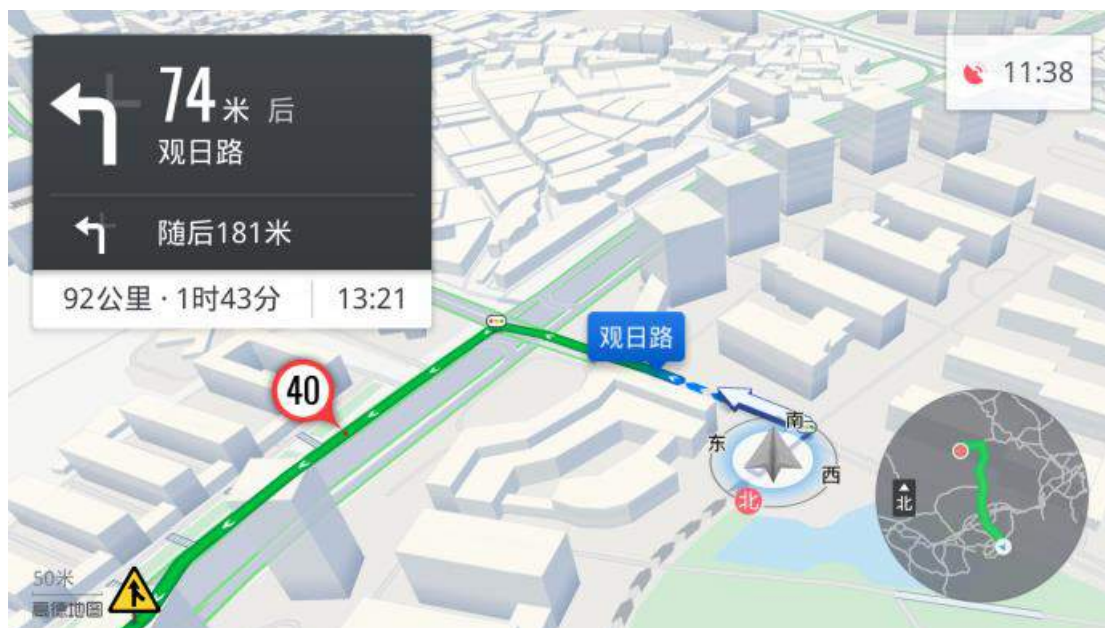 74米 后
观日路
随后181米
92公里·1时43分 13:21
11:38
观日路
40
南
东
西
北
北
50米
高德地图